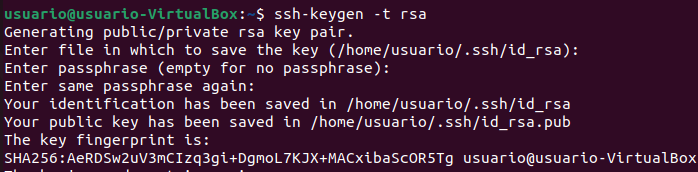 usuario@usuario-VirtualBox:~$ ssh-keygen -t rsa
Generating public/private rsa key pair.
Enter file in which to save the key (/home/usuario/.ssh/id_rsa):
Enter passphrase (empty for no passphrase):
Enter same passphrase again:
Your identification has been saved in /home/usuario/.ssh/id_rsa
Your public key has been saved in /home/usuario/.ssh/id_rsa.pub
The key fingerprint is:
SHA256:AeRDSw2uV3mCIzq3gi+DgmoL7KJX+MACxibaScOR5Tg usuario@usuario-VirtualBox